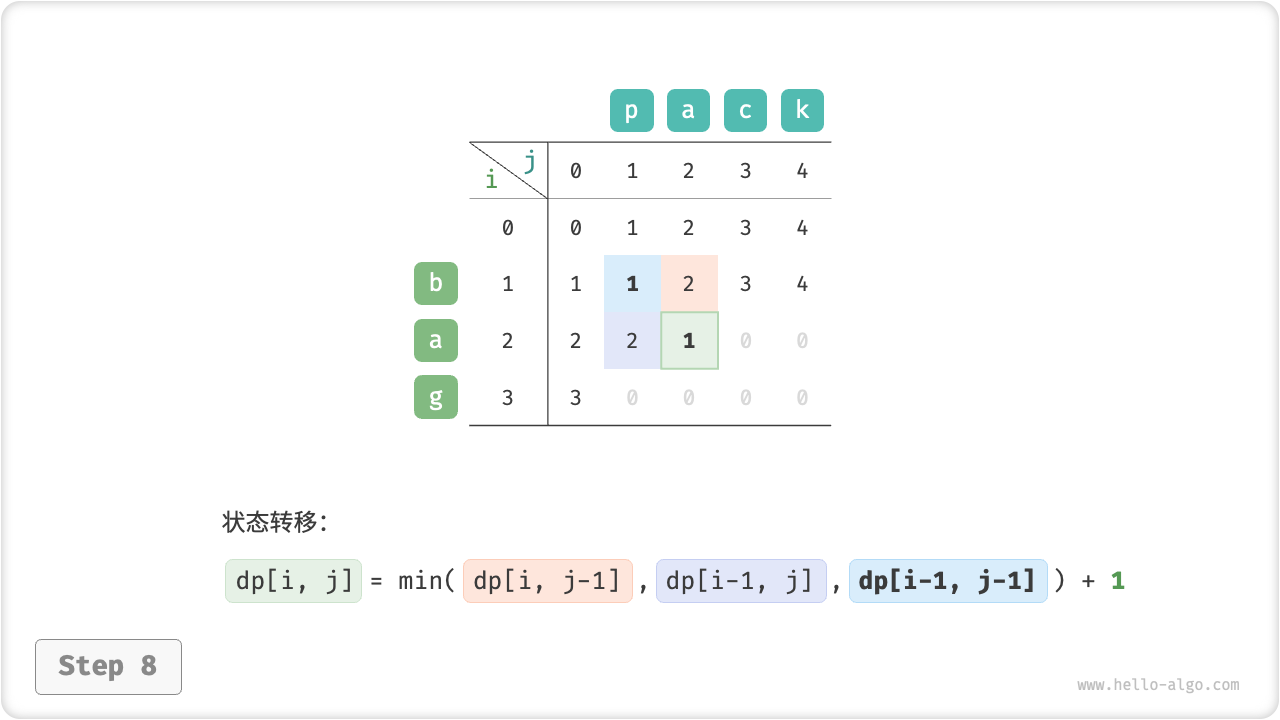 p a c k
j
i
0 1 2 3 4
0 0 1 2 3 4
b 1 1 1 2 3 4
a 2 2 2 1 0 0
g 3 3 0 0 0 0
状态转移：
dp[i, j] = min( dp[i, j-1] , dp[i-1, j] , dp[i-1, j-1] ) + 1
Step 8
www.hello-algo.com